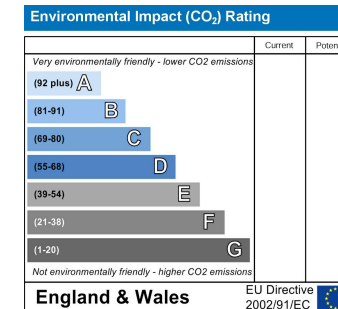 Environmental Impact (CO₂) Rating
Current Poten
Very environmentally friendly - lower CO2 emissions
(92 plus) A
(81-91) B
(69-80) C
(55-68) D
(39-54) E
(21-38) F
(1-20) G
Not environmentally friendly - higher CO2 emissions
England & Wales
EU Directive
2002/91/EC